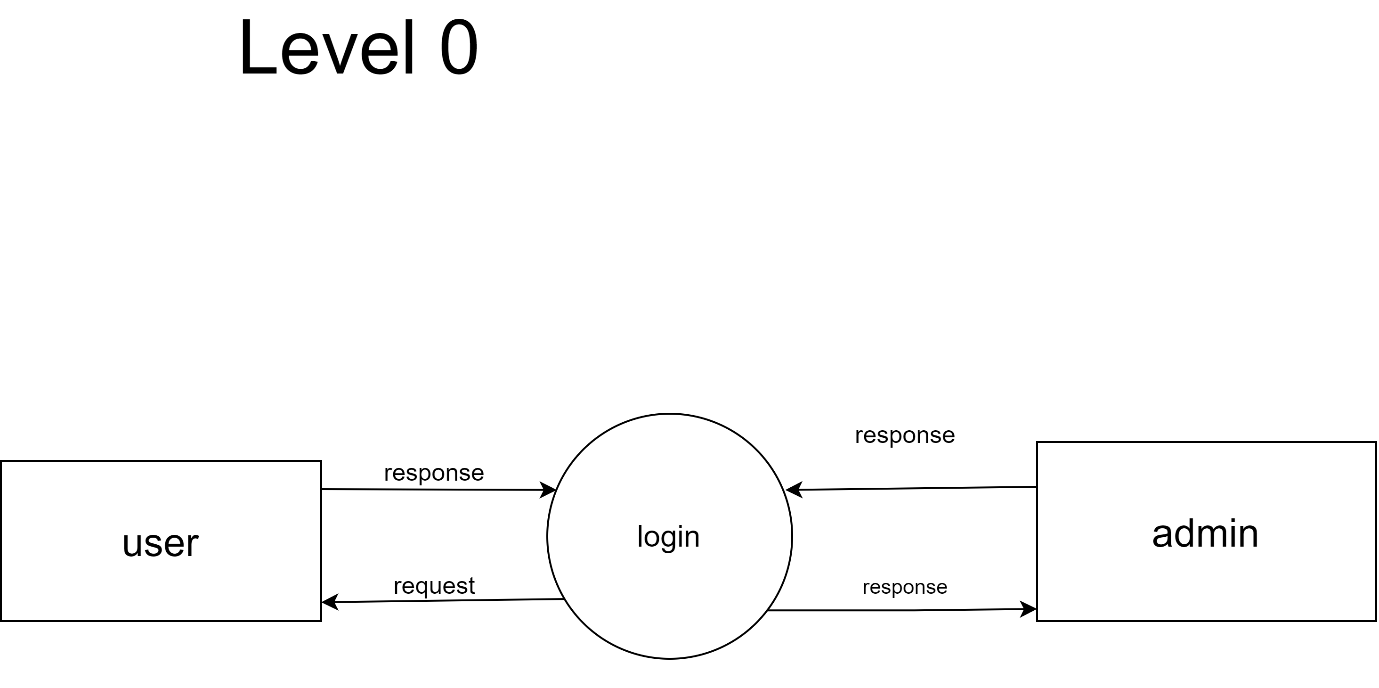 Level 0
response
response
user
login
admin
request
response